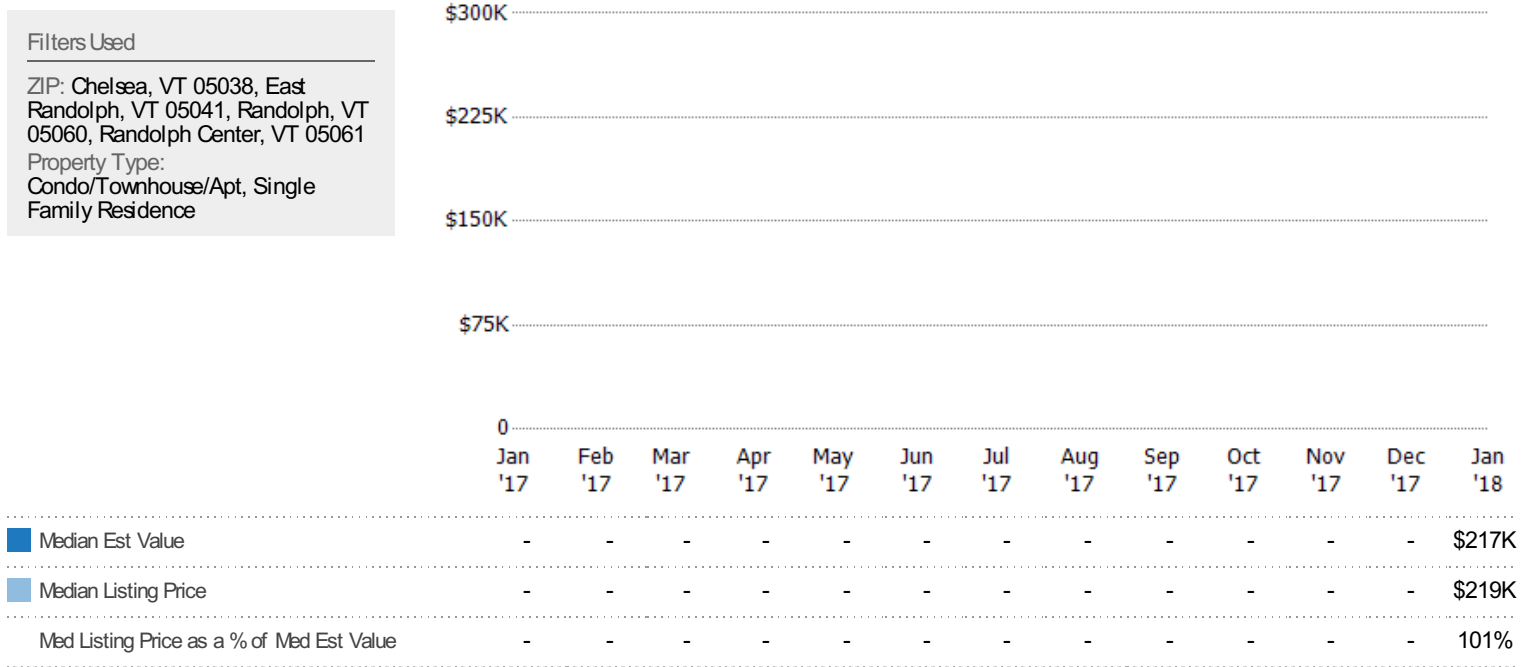 Filters Used
ZIP: Chelsea, VT 05038, East
Randolph, VT 05041, Randolph, VT
05060, Randolph Center, VT 05061
Property Type:
Condo/Townhouse/Apt, Single
Family Residence
$300K
$225K
$150K
$75K
0
Jan Feb Mar Apr May Jun Jul Aug Sep Oct Nov Dec Jan
'17 '17 '17 '17 '17 '17 '17 '17 '17 '17 '17 '17 '18
Median Est Value - - - - - - - - - - - - $217K
Median Listing Price - - - - - - - - - - - - $219K
Med Listing Price as a % of Med Est Value - - - - - - - - - - - - 101%